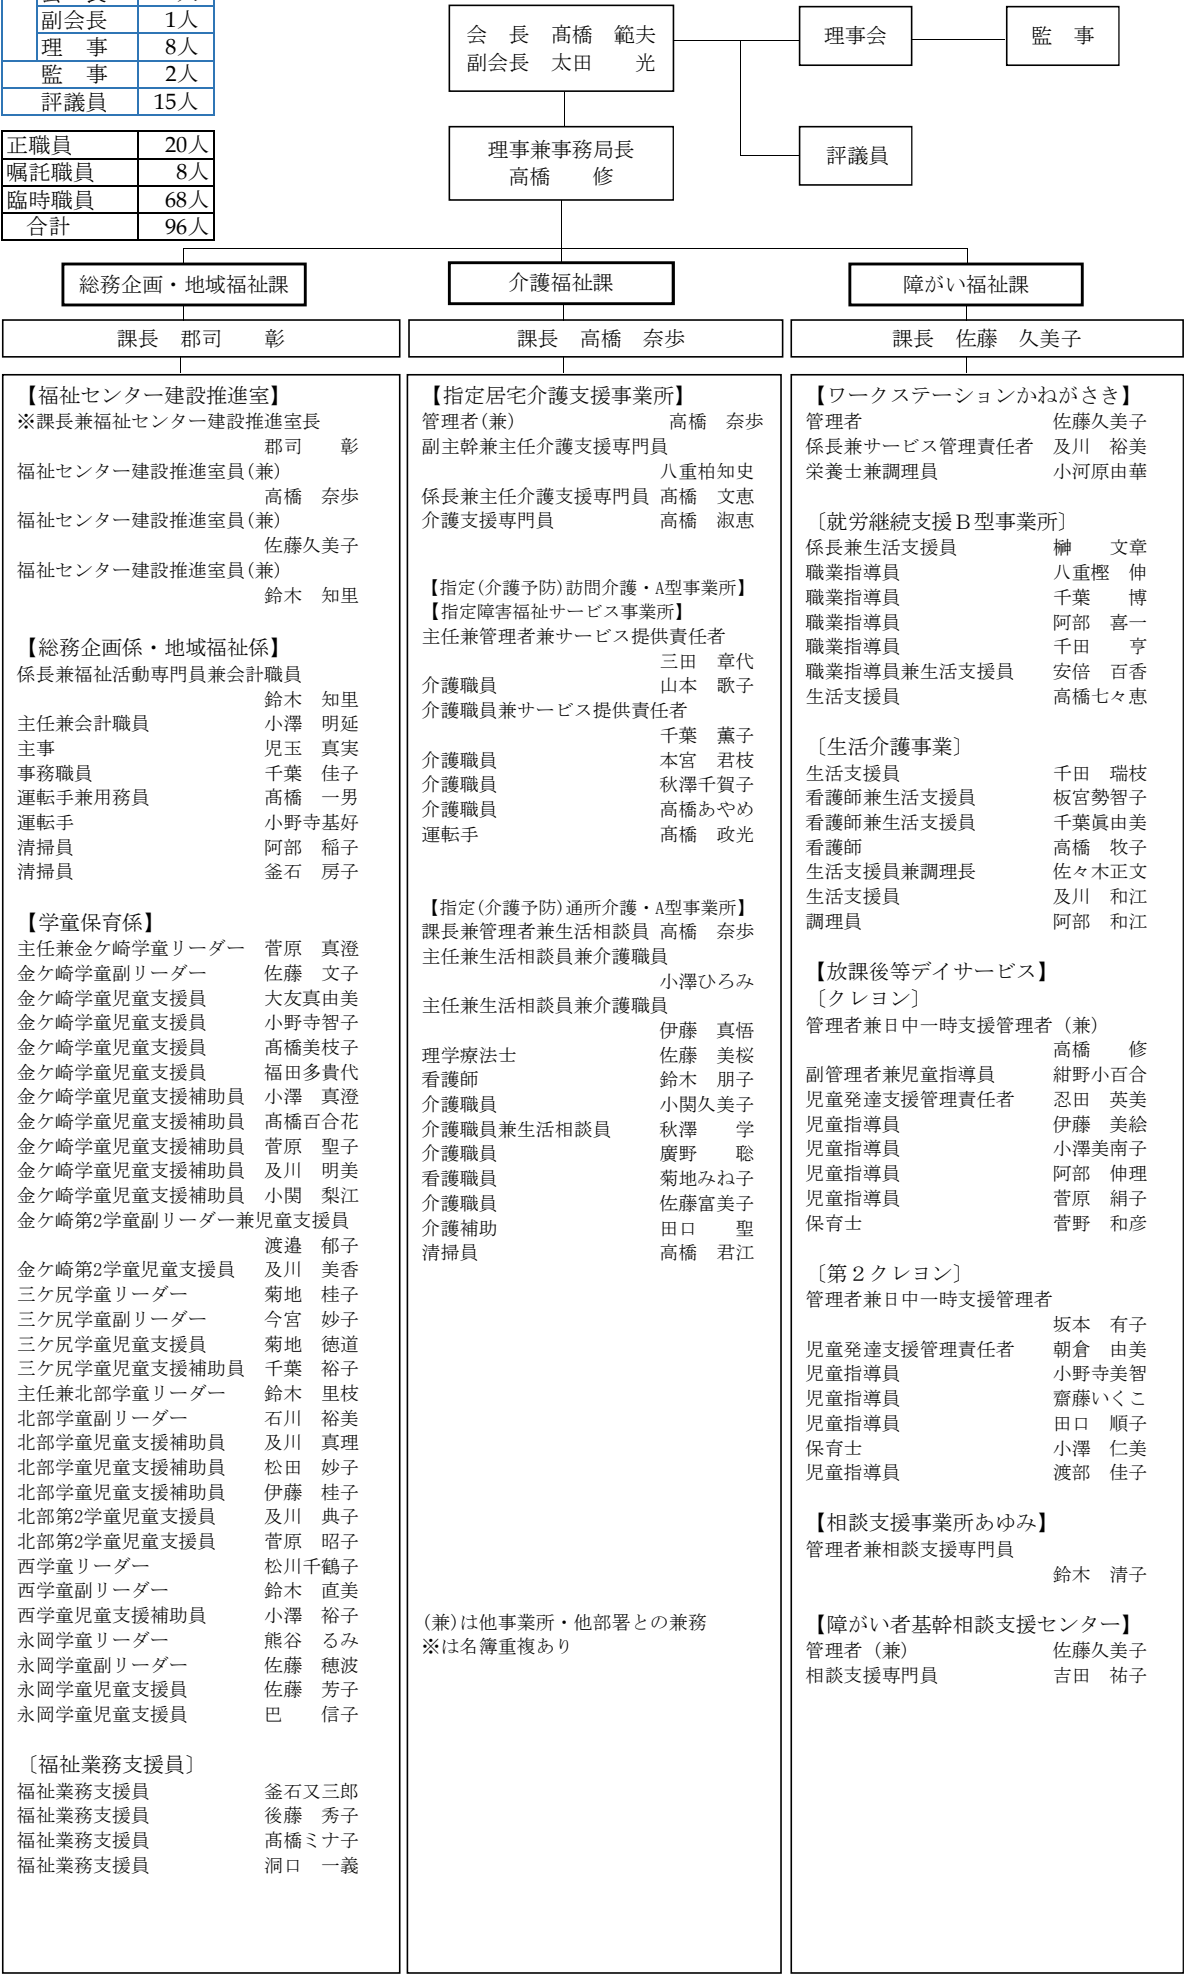 副会長 1人
理　事 8人
監　事 2人
評議員 15人
正職員 20人
嘱託職員 8人
臨時職員 68人
合計 96人
会　長　髙橋　範夫
副会長　太田　　光
理事会
監　事
理事兼事務局長
高橋　　修
評議員
総務企画・地域福祉課
介護福祉課
障がい福祉課
課長　郡司　　彰
課長　高橋　奈歩
課長　佐藤　久美子
【福祉センター建設推進室】
※課長兼福祉センター建設推進室長
郡司　　彰
福祉センター建設推進室員(兼)
高橋　奈歩
福祉センター建設推進室員(兼)
佐藤久美子
福祉センター建設推進室員(兼)
鈴木　知里
【総務企画係・地域福祉係】
係長兼福祉活動専門員兼会計職員
鈴木　知里
主任兼会計職員 小澤　明延
主事 児玉　真実
事務職員 千葉　佳子
運転手兼用務員 髙橋　一男
運転手 小野寺基好
清掃員 阿部　稲子
清掃員 釜石　房子
【学童保育係】
主任兼金ケ崎学童リーダー 菅原　真澄
金ケ崎学童副リーダー 佐藤　文子
金ケ崎学童児童支援員 大友真由美
金ケ崎学童児童支援員 小野寺智子
金ケ崎学童児童支援員 髙橋美枝子
金ケ崎学童児童支援員 福田多貴代
金ケ崎学童児童支援補助員 小澤　真澄
金ケ崎学童児童支援補助員 髙橋百合花
金ケ崎学童児童支援補助員 菅原　聖子
金ケ崎学童児童支援補助員 及川　明美
金ケ崎学童児童支援補助員 小関　梨江
金ケ崎第2学童副リーダー兼児童支援員
渡邉　郁子
金ケ崎第2学童児童支援員 及川　美香
三ケ尻学童リーダー 菊地　桂子
三ケ尻学童副リーダー 今宮　妙子
三ケ尻学童児童支援員 菊地　徳道
三ケ尻学童児童支援補助員 千葉　裕子
主任兼北部学童リーダー 鈴木　里枝
北部学童副リーダー 石川　裕美
北部学童児童支援補助員 及川　真理
北部学童児童支援補助員 松田　妙子
北部学童児童支援補助員 伊藤　桂子
北部第2学童児童支援員 及川　典子
北部第2学童児童支援員 菅原　昭子
西学童リーダー 松川千鶴子
西学童副リーダー 鈴木　直美
西学童児童支援補助員 小澤　裕子
永岡学童リーダー 熊谷　るみ
永岡学童副リーダー 佐藤　穂波
永岡学童児童支援員 佐藤　芳子
永岡学童児童支援員 巴　　信子
〔福祉業務支援員〕
福祉業務支援員 釜石又三郎
福祉業務支援員 後藤　秀子
福祉業務支援員 髙橋ミナ子
福祉業務支援員 洞口　一義
【指定居宅介護支援事業所】
管理者(兼) 高橋　奈歩
副主幹兼主任介護支援専門員
八重柏知史
係長兼主任介護支援専門員 髙橋　文恵
介護支援専門員 高橋　淑恵
【指定(介護予防)訪問介護・A型事業所】
【指定障害福祉サービス事業所】
主任兼管理者兼サービス提供責任者
三田　章代
介護職員 山本　歌子
介護職員兼サービス提供責任者
千葉　薫子
介護職員 本宮　君枝
介護職員 秋澤千賀子
介護職員 高橋あやめ
運転手 髙橋　政光
【指定(介護予防)通所介護・A型事業所】
課長兼管理者兼生活相談員 高橋　奈歩
主任兼生活相談員兼介護職員
小澤ひろみ
主任兼生活相談員兼介護職員
伊藤　真悟
理学療法士 佐藤　美桜
看護師 鈴木　朋子
介護職員 小関久美子
介護職員兼生活相談員 秋澤　　学
介護職員 廣野　　聡
看護職員 菊地みね子
介護職員 佐藤富美子
介護補助 田口　　聖
清掃員 高橋　君江
(兼)は他事業所・他部署との兼務
※は名簿重複あり
【ワークステーションかねがさき】
管理者 佐藤久美子
係長兼サービス管理責任者 及川　裕美
栄養士兼調理員 小河原由華
〔就労継続支援Ｂ型事業所〕
係長兼生活支援員 榊　　文章
職業指導員 八重樫　伸
職業指導員 千葉　　博
職業指導員 阿部　喜一
職業指導員 千田　　亨
職業指導員兼生活支援員 安倍　百香
生活支援員 高橋七々恵
〔生活介護事業〕
生活支援員 千田　瑞枝
看護師兼生活支援員 板宮勢智子
看護師兼生活支援員 千葉眞由美
看護師 高橋　牧子
生活支援員兼調理長 佐々木正文
生活支援員 及川　和江
調理員 阿部　和江
【放課後等デイサービス】
〔クレヨン〕
管理者兼日中一時支援管理者（兼）
高橋　　修
副管理者兼児童指導員 紺野小百合
児童発達支援管理責任者 忍田　英美
児童指導員 伊藤　美絵
児童指導員 小澤美南子
児童指導員 阿部　伸理
児童指導員 菅原　絹子
保育士 菅野　和彦
〔第２クレヨン〕
管理者兼日中一時支援管理者
坂本　有子
児童発達支援管理責任者 朝倉　由美
児童指導員 小野寺美智
児童指導員 齋藤いくこ
児童指導員 田口　順子
保育士 小澤　仁美
児童指導員 渡部　佳子
【相談支援事業所あゆみ】
管理者兼相談支援専門員
鈴木　清子
【障がい者基幹相談支援センター】
管理者（兼） 佐藤久美子
相談支援専門員 吉田　祐子